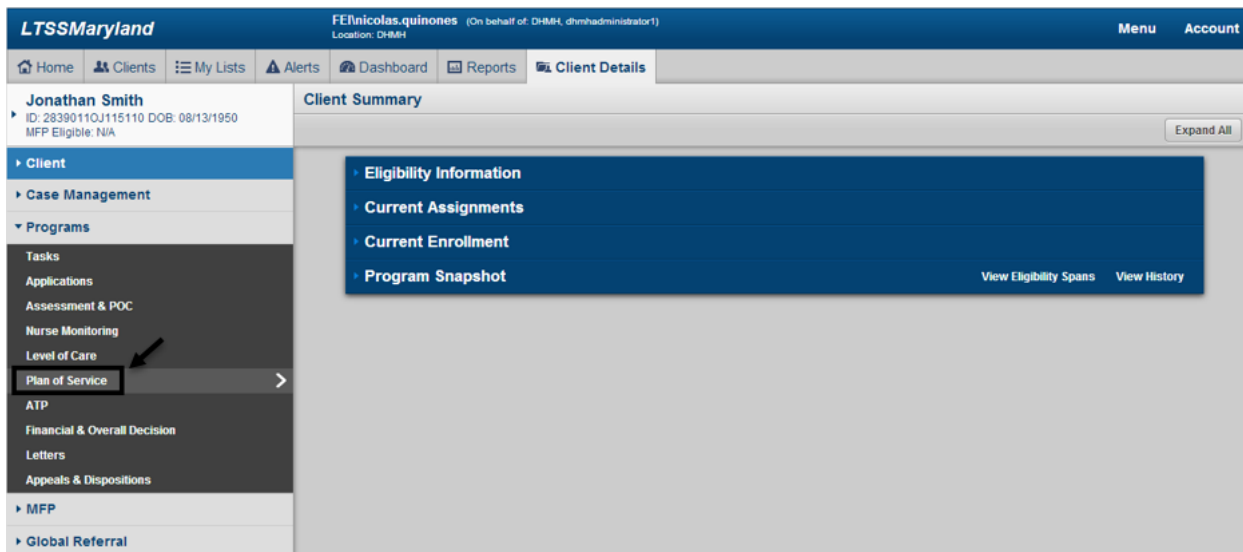 LTSSMaryland
FEI\nicolas.quinones (On behalf of: DHMH, dhmhadministrator1)
Location: DHMH
Menu Account
Home Clients My Lists Alerts Dashboard Reports Client Details
Jonathan Smith
ID: 2839011OJ115110 DOB: 08/13/1950
MFP Eligible: N/A
Client Summary
Expand All
Client
Case Management
Programs
Tasks
Applications
Assessment & POC
Nurse Monitoring
Level of Care
Plan of Service
ATP
Financial & Overall Decision
Letters
Appeals & Dispositions
MFP
Global Referral
Eligibility Information
Current Assignments
Current Enrollment
Program Snapshot View Eligibility Spans View History